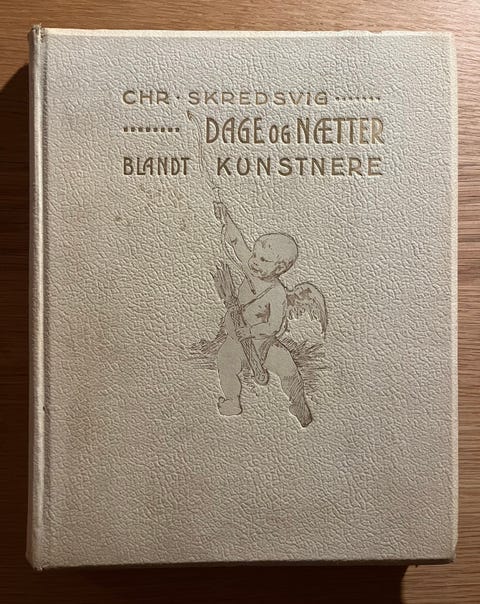 CHR · SKREDSVIG ·······
········ DAGE OG NÆTTER
BLANDT KUNSTNERE